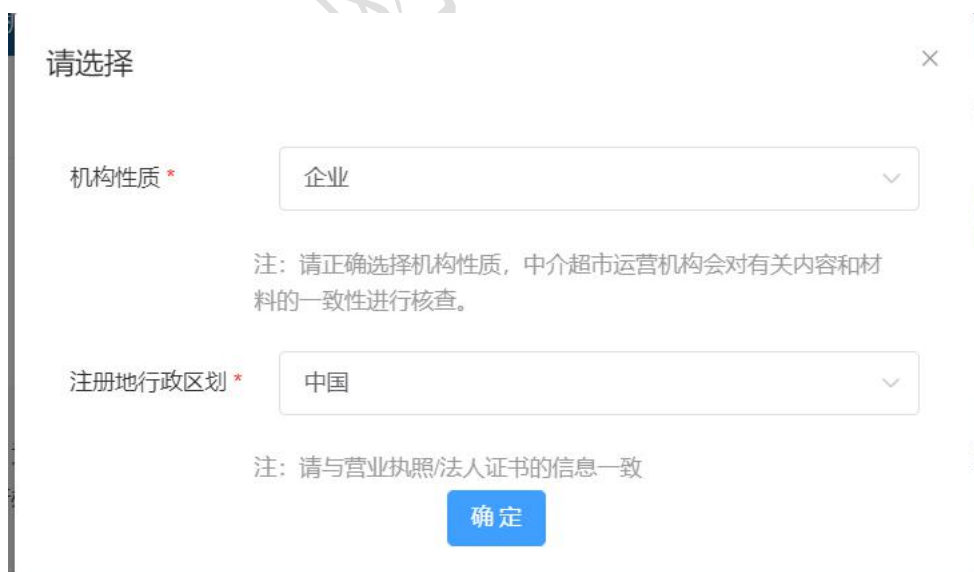 请选择
机构性质 *
企业
注：请正确选择机构性质，中介超市运营机构会对有关内容和材
料的一致性进行核查。
注册地行政区划 *
中国
注：请与营业执照/法人证书的信息一致
确定